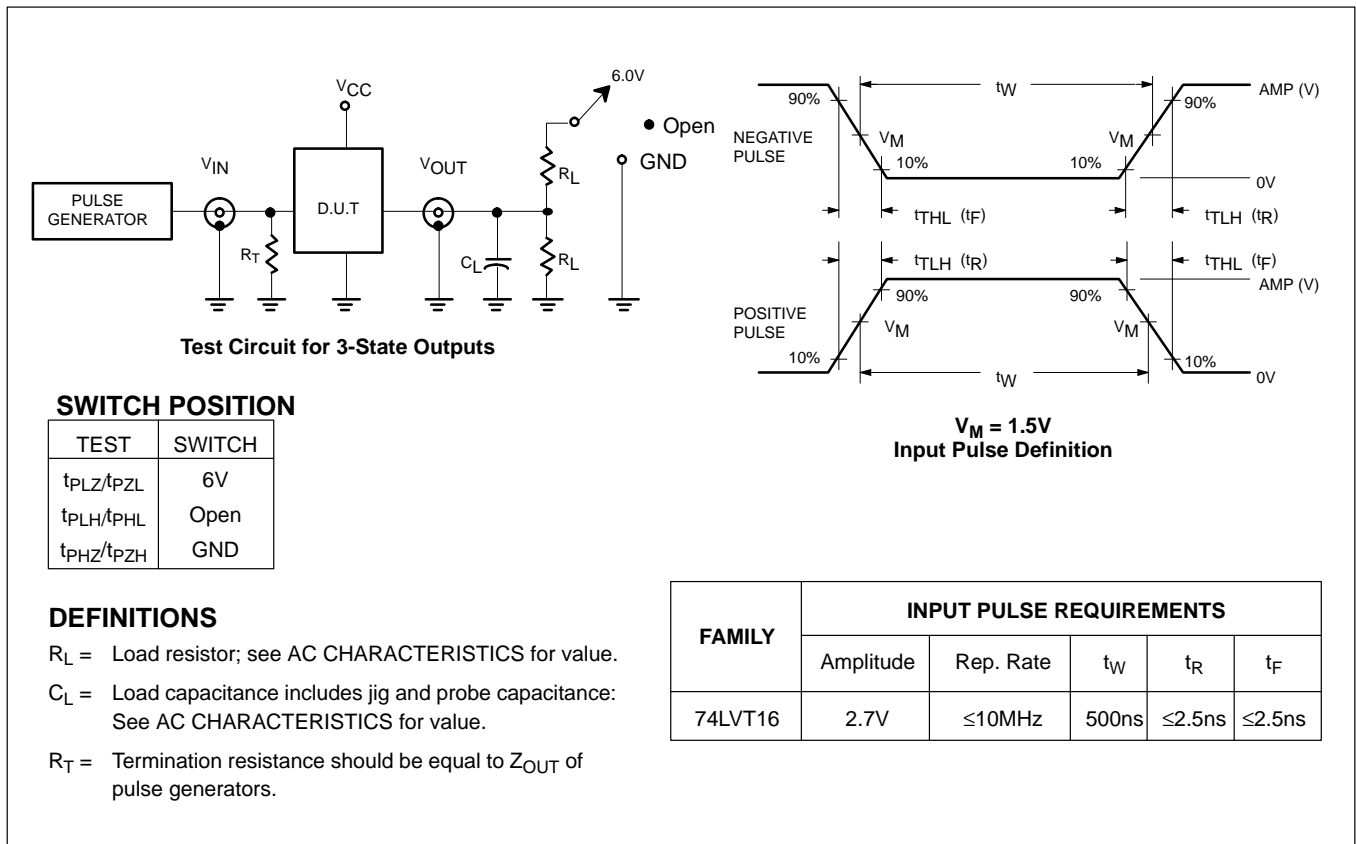 6.0V
VCC
Open
GND
VIN
VOUT
RL
PULSE
GENERATOR
D.U.T
RT
CL
RL
Test Circuit for 3-State Outputs
tW
AMP (V)
90%
90%
NEGATIVE
PULSE
VM
VM
10%
10%
0V
tTHL (tF)
tTLH (tR)
tTLH (tR)
tTHL (tF)
AMP (V)
90%
90%
POSITIVE
PULSE
VM
VM
10%
10%
tW
0V
VM = 1.5V
Input Pulse Definition
SWITCH POSITION
TEST SWITCH
tPLZ/tPZL 6V
tPLH/tPHL Open
tPHZ/tPZH GND
DEFINITIONS
RL = Load resistor; see AC CHARACTERISTICS for value.
CL = Load capacitance includes jig and probe capacitance:
See AC CHARACTERISTICS for value.
RT = Termination resistance should be equal to ZOUT of
pulse generators.
FAMILY
INPUT PULSE REQUIREMENTS
Amplitude Rep. Rate tW tR tF
74LVT16 2.7V ≤10MHz 500ns ≤2.5ns ≤2.5ns